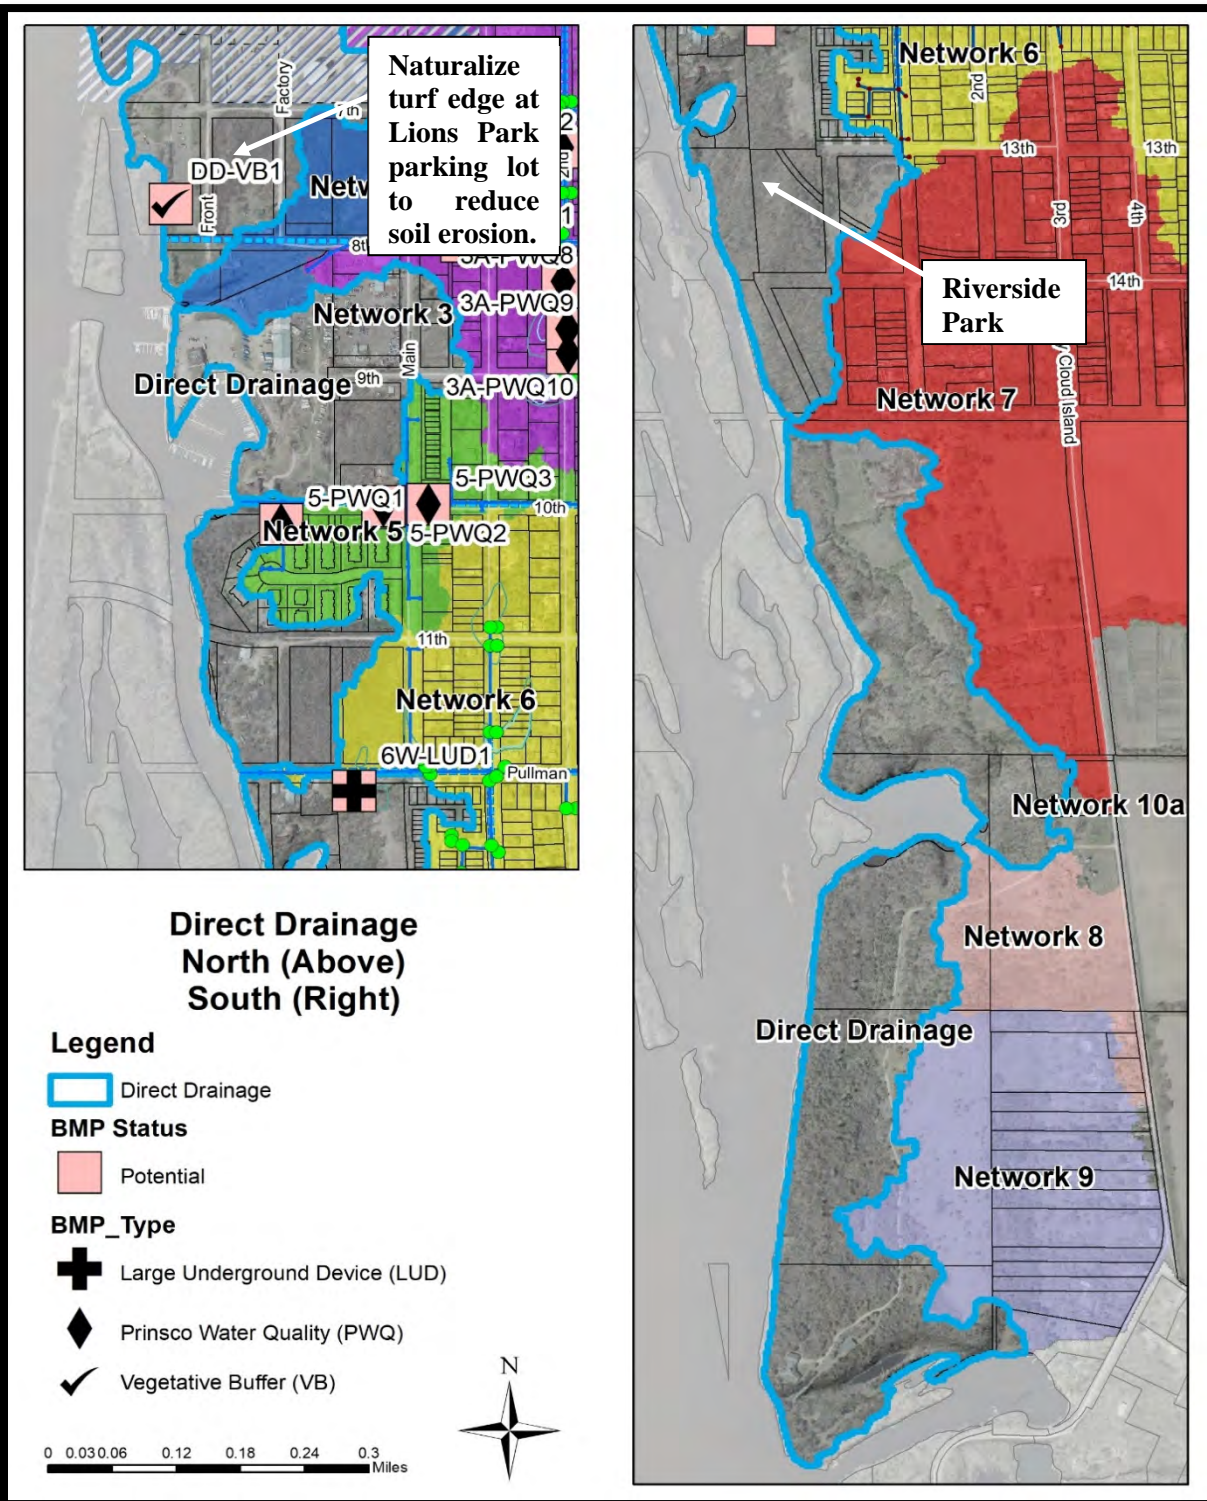 Factory
7th
Naturalize
turf edge at
Lions Park
parking lot
to reduce
soil erosion.
2
2nd
DD-VB1
Front
1
8th
3A-PWQ8
3A-PWQ9
Network 3
Main
Direct Drainage
9th
3A-PWQ10
5-PWQ3
5-PWQ1
10th
Network 5
5-PWQ2
11th
Network 6
6W-LUD1
Pullman
Direct Drainage
North (Above)
South (Right)
Legend
Direct Drainage
BMP Status
Potential
BMP_Type
Large Underground Device (LUD)
Prinsco Water Quality (PWQ)
Vegetative Buffer (VB)
N
0 0.03 0.06 0.12 0.18 0.24 0.3
Miles
Network 6
2nd
13th
13th
3rd
4th
14th
Riverside
Park
Cloud Island
Network 7
Network 10a
Network 8
Direct Drainage
Network 9